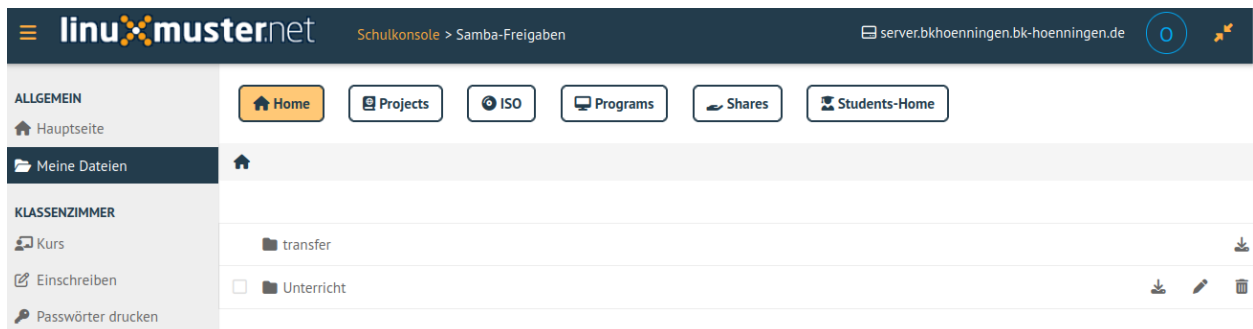 linuxmuster.net
Schulkonsole > Samba-Freigaben
server.bkhoenningen.bk-hoenningen.de
O
ALLGEMEIN
Hauptseite
Meine Dateien
KLASSENZIMMER
Kurs
Einschreiben
Passwörter drucken
Home
Projects
ISO
Programs
Shares
Students-Home
transfer
Unterricht